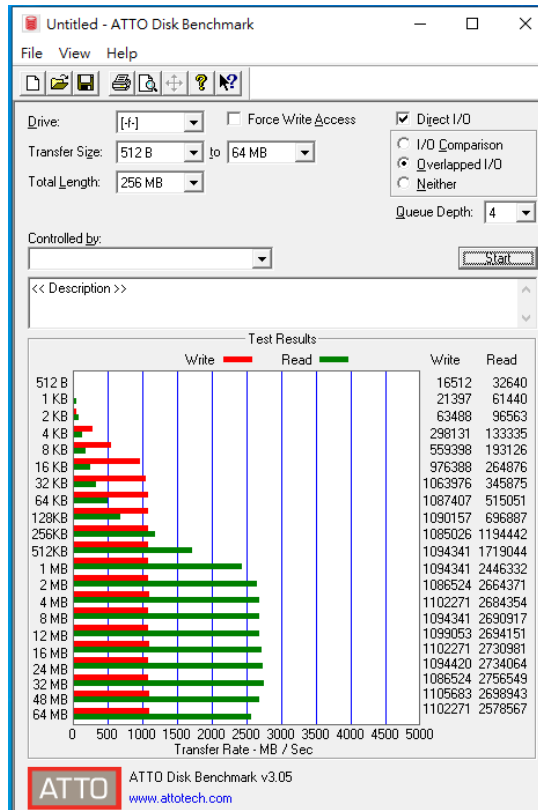 Untitled - ATTO Disk Benchmark
File View Help
Drive: [-f-] Force Write Access Direct I/O
Transfer Size: 512 B to 64 MB I/O Comparison
Total Length: 256 MB Overlapped I/O
Neither
Queue Depth: 4
Controlled by:
Start
<< Description >>
Test Results
Write Read Write Read
512 B 16512 32640
1 KB 21397 61440
2 KB 63488 96563
4 KB 298131 133335
8 KB 559398 193126
16 KB 976388 264876
32 KB 1063976 345875
64 KB 1087407 515051
128KB 1090157 696887
256KB 1085026 1194442
512KB 1094341 1719044
1 MB 1094341 2446332
2 MB 1086524 2664371
4 MB 1102271 2684354
8 MB 1094341 2690917
12 MB 1099053 2694151
16 MB 1102271 2730981
24 MB 1094420 2734064
32 MB 1086524 2756549
48 MB 1105683 2698943
64 MB 1102271 2578567
0 500 1000 1500 2000 2500 3000 3500 4000 4500 5000
Transfer Rate - MB / Sec
ATTO
ATTO Disk Benchmark v3.05
www.attotech.com